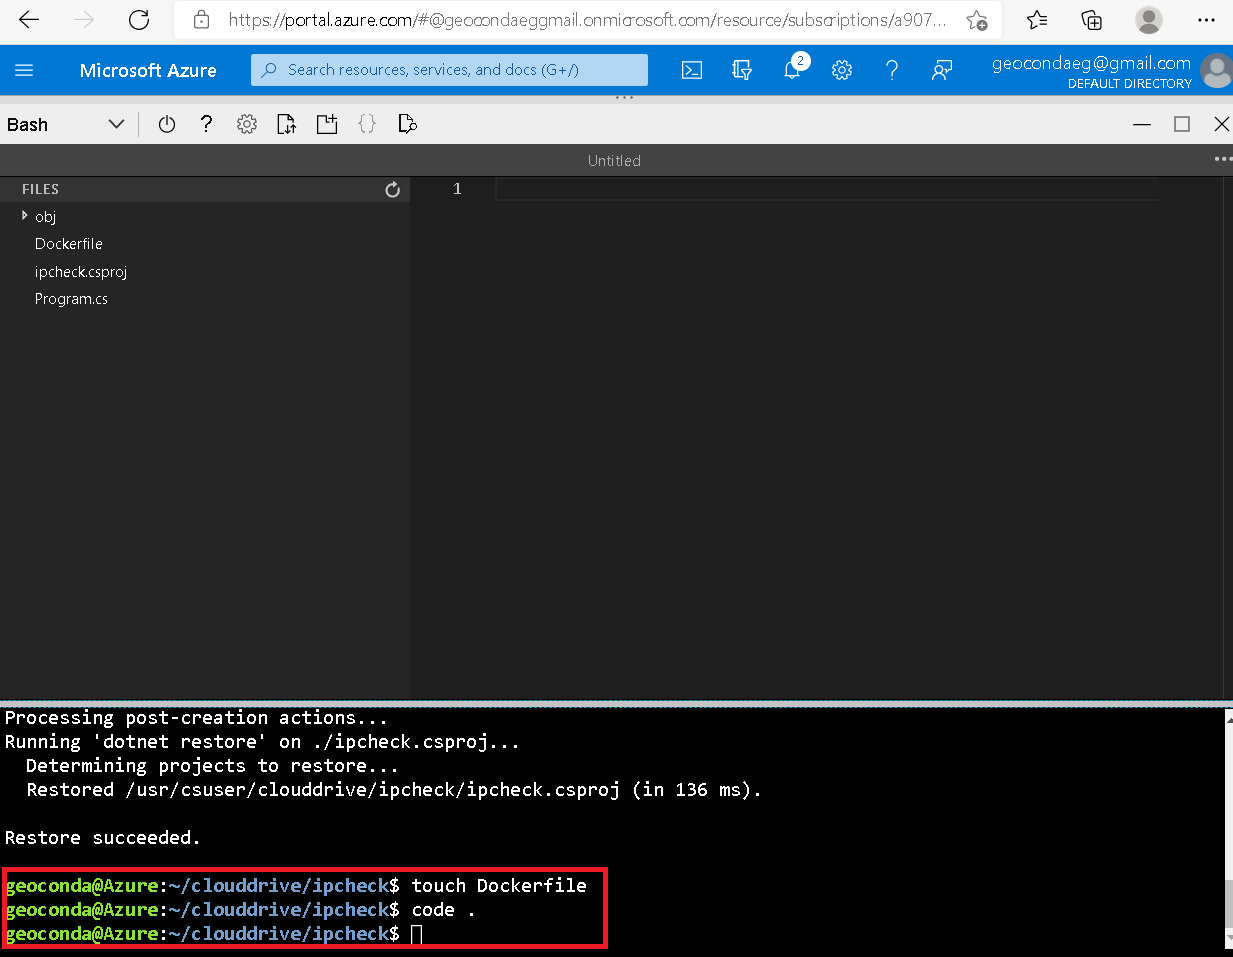 https://portal.azure.com/#@geocondaeggmail.onmicrosoft.com/resource/subscriptions/a907...
Microsoft Azure
Search resources, services, and docs (G+/)
2
geocondaeg@gmail.com
DEFAULT DIRECTORY
Bash
Untitled
FILES
1
obj
Dockerfile
ipcheck.csproj
Program.cs
Processing post-creation actions...
Running 'dotnet restore' on ./ipcheck.csproj...
Determining projects to restore...
Restored /usr/csuser/clouddrive/ipcheck/ipcheck.csproj (in 136 ms).
Restore succeeded.
geoconda@Azure:~/clouddrive/ipcheck$ touch Dockerfile
geoconda@Azure:~/clouddrive/ipcheck$ code .
geoconda@Azure:~/clouddrive/ipcheck$